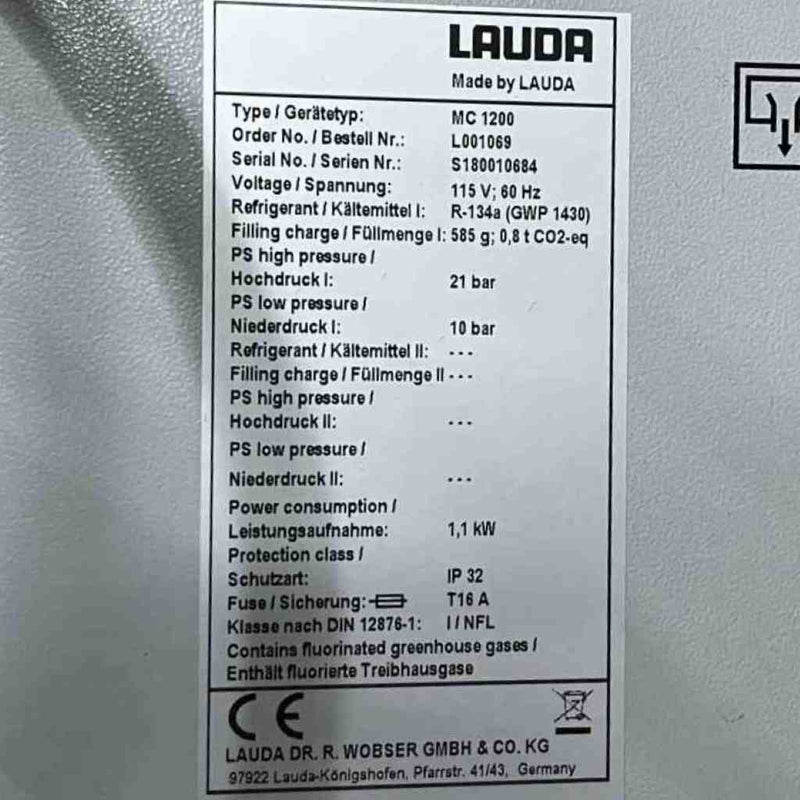 LAUDA
Made by LAUDA
Type / Gerätetyp: MC 1200
Order No. / Bestell Nr.: L001069
Serial No. / Serien Nr.: S180010684
Voltage / Spannung: 115 V; 60 Hz
Refrigerant / Kältemittel I: R-134a (GWP 1430)
Filling charge / Füllmenge I: 585 g; 0,8 t CO2-eq
PS high pressure /
Hochdruck I: 21 bar
PS low pressure /
Niederdruck I: 10 bar
Refrigerant / Kältemittel II: - - -
Filling charge / Füllmenge II - - -
PS high pressure /
Hochdruck II: - - -
PS low pressure /
Niederdruck II: - - -
Power consumption /
Leistungsaufnahme: 1,1 kW
Protection class /
Schutzart: IP 32
Fuse / Sicherung: T16 A
Klasse nach DIN 12876-1: I / NFL
Contains fluorinated greenhouse gases /
Enthält fluorierte Treibhausgase
CE
LAUDA DR. R. WOBSER GMBH & CO. KG
97922 Lauda-Königshofen, Pfarrstr. 41/43, Germany